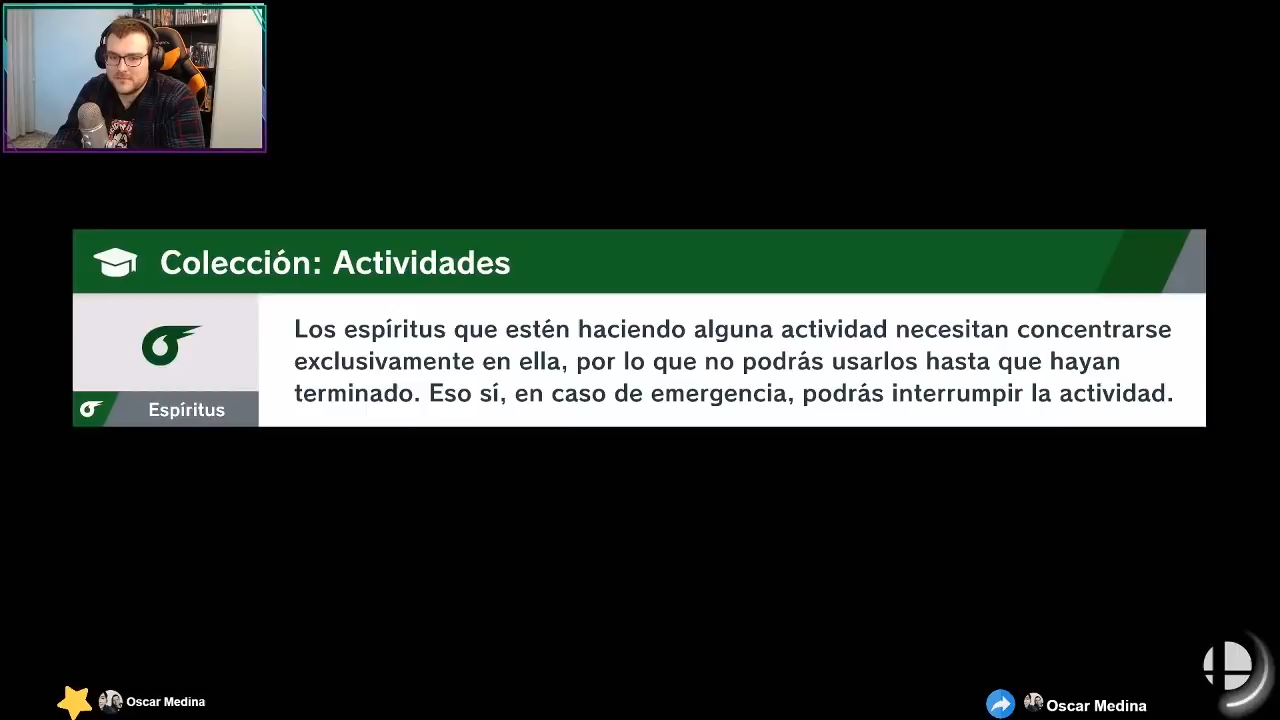 Colección: Actividades
Los espíritus que estén haciendo alguna actividad necesitan concentrarse
exclusivamente en ella, por lo que no podrás usarlos hasta que hayan
terminado. Eso sí, en caso de emergencia, podrás interrumpir la actividad.
Espíritus
Oscar Medina
Oscar Medina